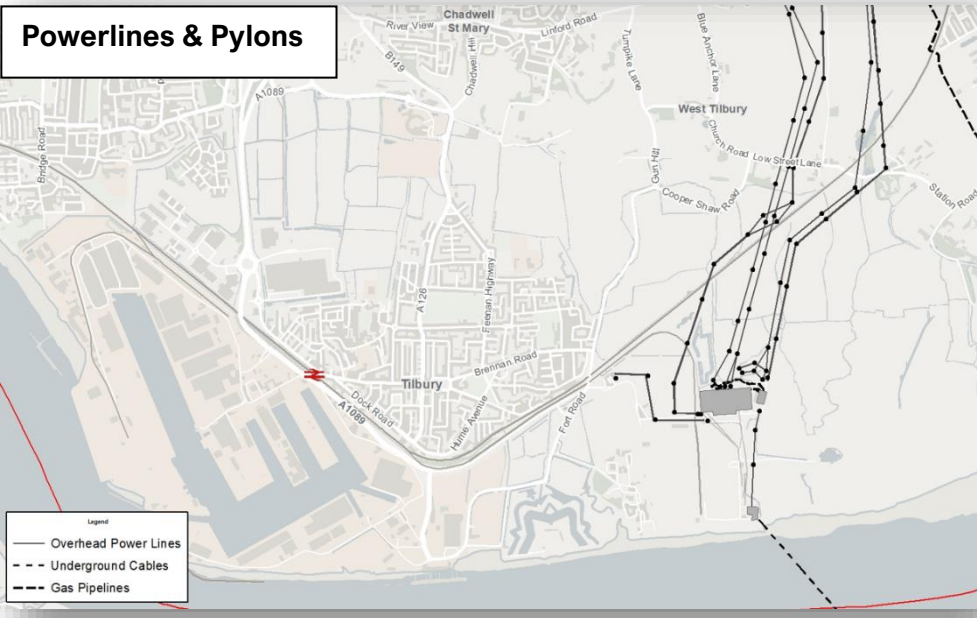 Powerlines & Pylons
River View
Chadwell
St Mary
Linford Road
Turnpike Lane
Blue Anchor Lane
B149
Chadwell Hill
A1089
West Tilbury
Bridge Road
Church Road
Low Street Lane
Gun Hill
Cooper Shaw Road
Station Road
A126
Feenan Highway
Brennan Road
Tilbury
Dock Road
A1089
Hume Avenue
Fort Road
Legend
Overhead Power Lines
Underground Cables
Gas Pipelines